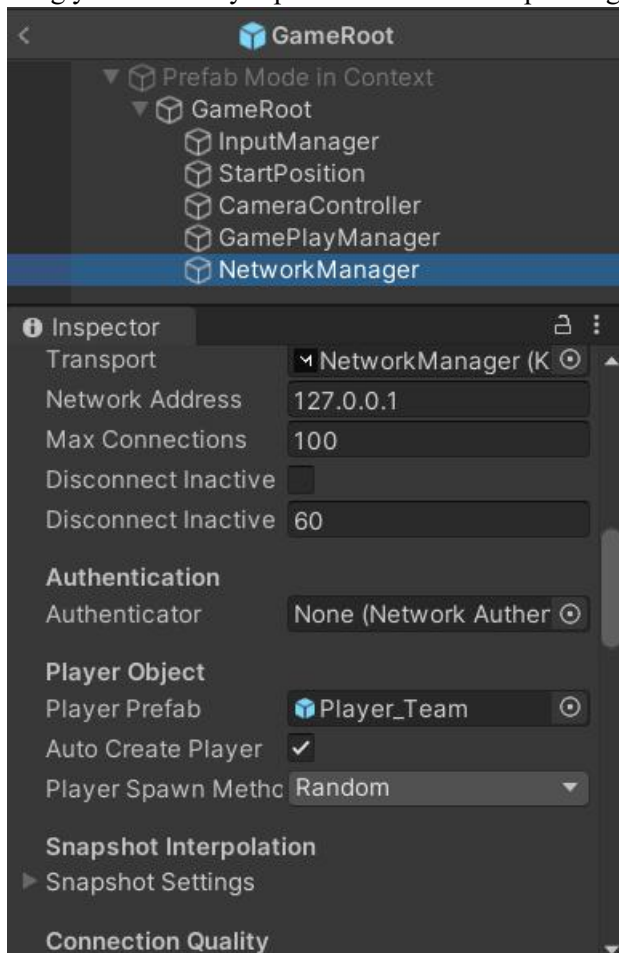 GameRoot
Prefab Mode in Context
GameRoot
InputManager
StartPosition
CameraController
GamePlayManager
NetworkManager
Inspector
Transport NetworkManager (K
Network Address 127.0.0.1
Max Connections 100
Disconnect Inactive
Disconnect Inactive 60
Authentication
Authenticator None (Network Auther
Player Object
Player Prefab Player_Team
Auto Create Player
Player Spawn Methc Random
Snapshot Interpolation
Snapshot Settings
Connection Quality